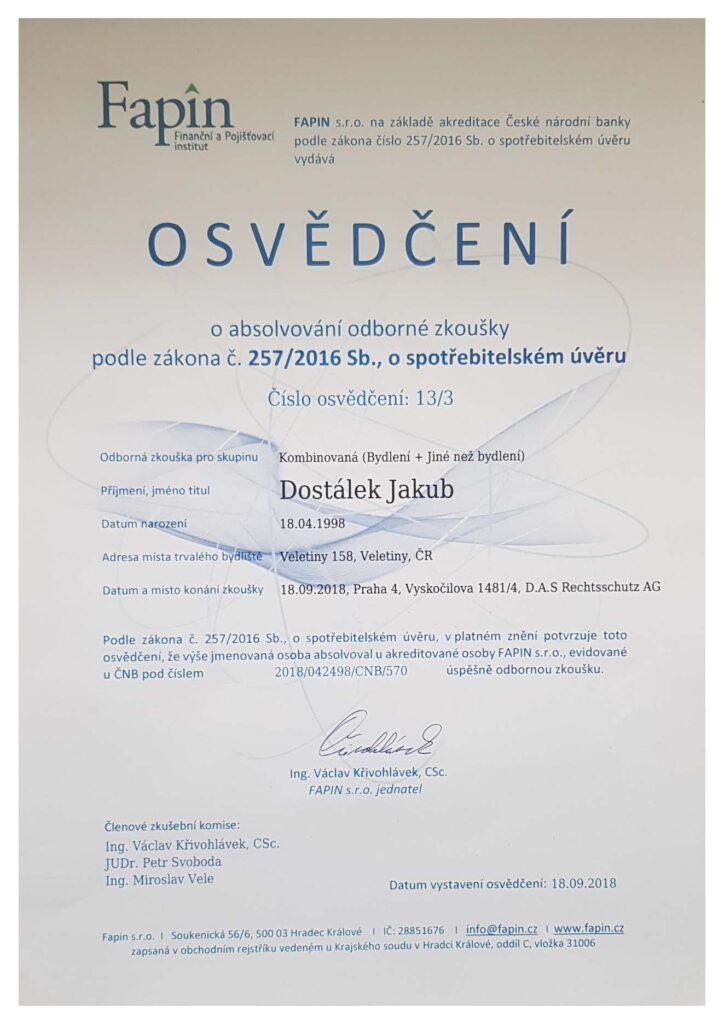 Fapin
Finanční a Pojišťovací
institut
FAPIN s.r.o. na základě akreditace České národní banky
podle zákona číslo 257/2016 Sb. o spotřebitelském úvěru
vydává
OSVĚDČENÍ
o absolvování odborné zkoušky
podle zákona č. 257/2016 Sb., o spotřebitelském úvěru
Číslo osvědčení: 13/3
Odborná zkouška pro skupinu Kombinovaná (Bydlení + Jiné než bydlení)
Příjmení, jméno titul Dostálek Jakub
Datum narození 18.04.1998
Adresa místa trvalého bydliště Veletiny 158, Veletiny, ČR
Datum a místo konání zkoušky 18.09.2018, Praha 4, Vyskočilova 1481/4, D.A.S Rechtsschutz AG
Podle zákona č. 257/2016 Sb., o spotřebitelském úvěru, v platném znění potvrzuje toto
osvědčení, že výše jmenovaná osoba absolvoval u akreditované osoby FAPIN s.r.o., evidované
u ČNB pod číslem 2018/042498/CNB/570 úspěšně odbornou zkoušku.
Ing. Václav Křivohlávek, CSc.
FAPIN s.r.o. jednatel
Členové zkušební komise:
Ing. Václav Křivohlávek, CSc.
JUDr. Petr Svoboda
Ing. Miroslav Vele
Datum vystavení osvědčení: 18.09.2018
Fapin s.r.o. I Soukenická 56/6, 500 03 Hradec Králové I IČ: 28851676 I info@fapin.cz I www.fapin.cz
zapsaná v obchodním rejstříku vedeném u Krajského soudu v Hradci Králové, oddíl C, vložka 31006